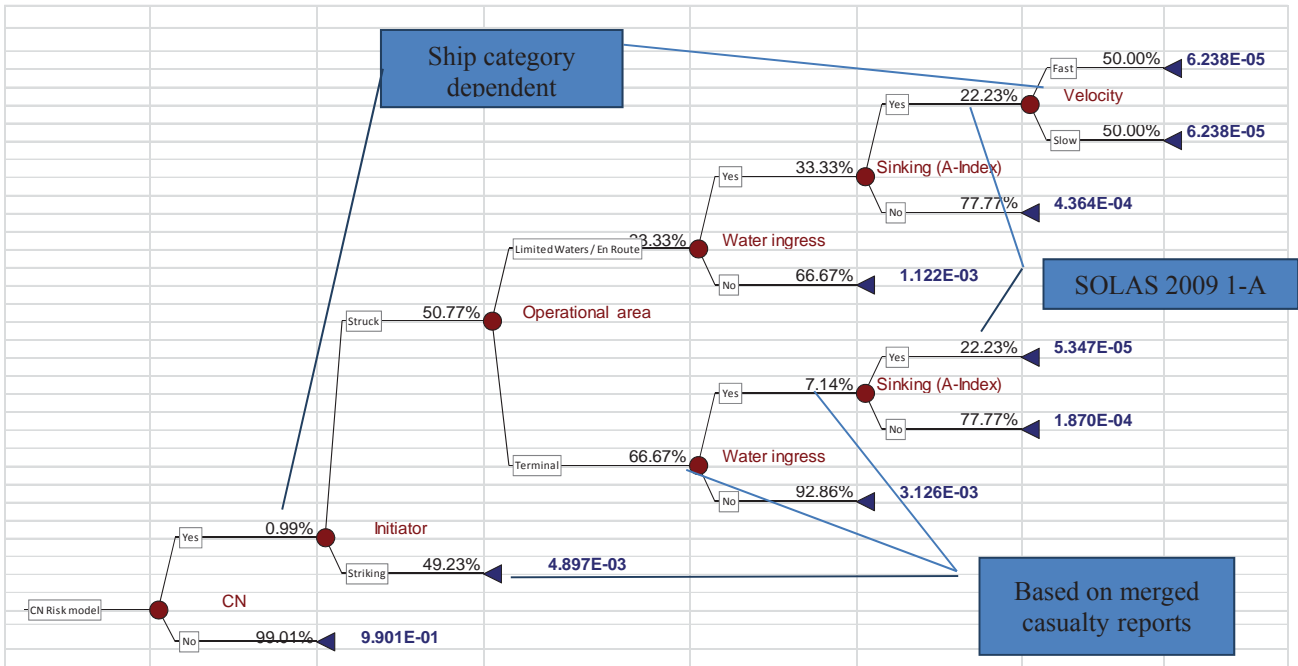 Ship category
dependent
Fast 50.00% 6.238E-05
Yes 22.23% Velocity
Slow 50.00% 6.238E-05
Yes 33.33% Sinking (A-Index)
No 77.77% 4.364E-04
Limited Waters / En Route 33.33% Water ingress
No 66.67% 1.122E-03
SOLAS 2009 1-A
Struck 50.77% Operational area
Yes 22.23% 5.347E-05
Yes 7.14% Sinking (A-Index)
No 77.77% 1.870E-04
Terminal 66.67% Water ingress
No 92.86% 3.126E-03
Yes 0.99% Initiator
Striking 49.23% 4.897E-03
Based on merged
casualty reports
CN Risk model CN
No 99.01% 9.901E-01